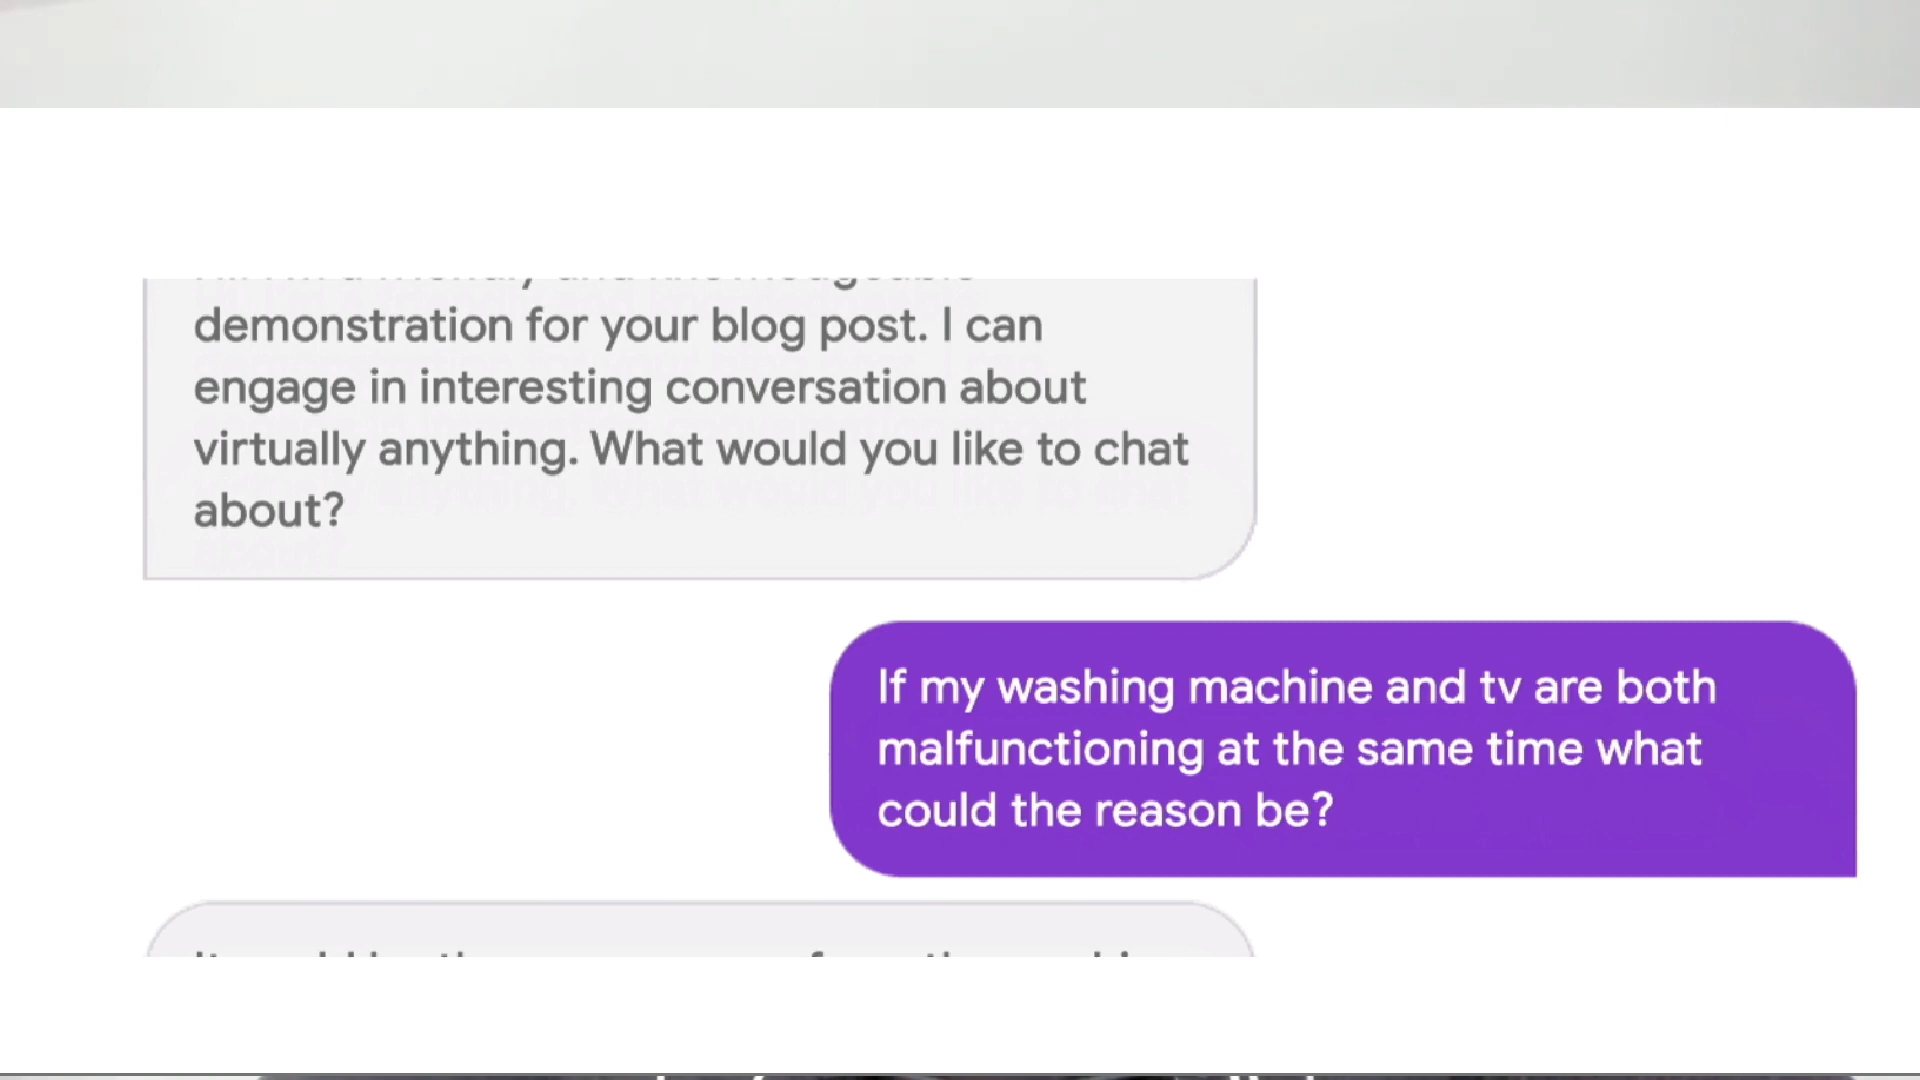 demonstration for your blog post. I can
engage in interesting conversation about
virtually anything. What would you like to chat
about?
If my washing machine and tv are both
malfunctioning at the same time what
could the reason be?